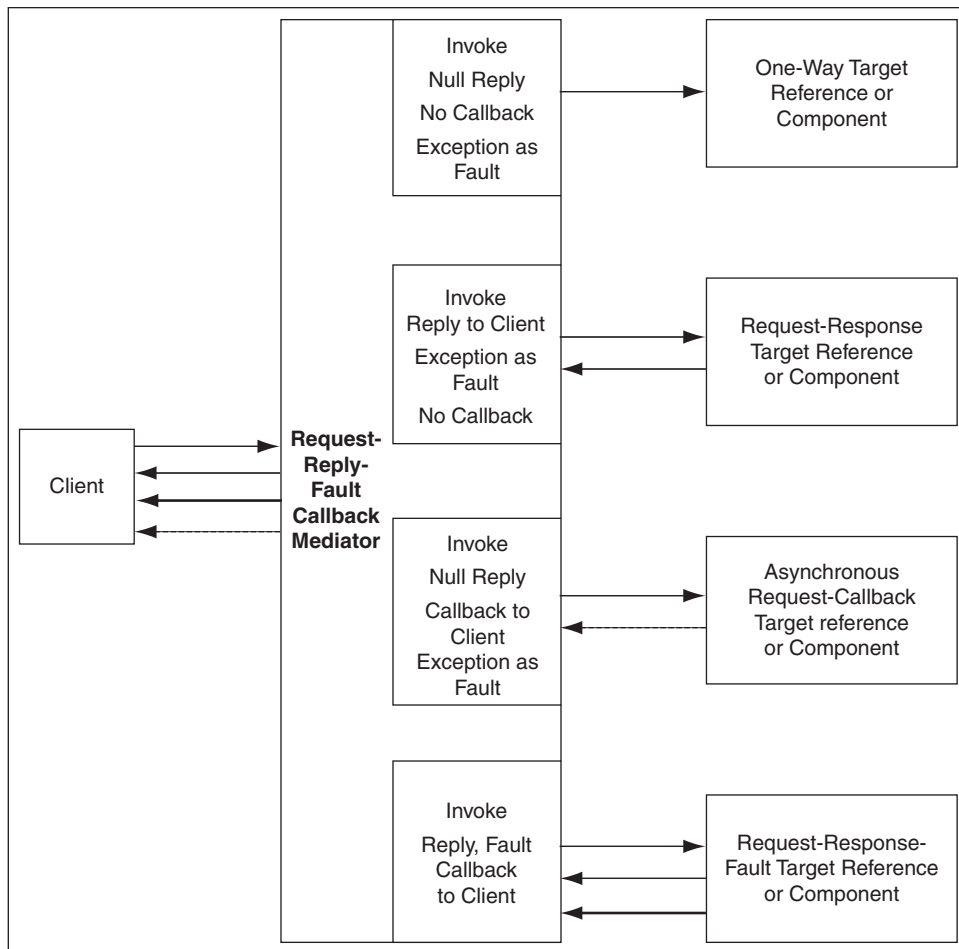 Client
Request-
Reply-
Fault
Callback
Mediator
Invoke
Null Reply
No Callback
Exception as
Fault
One-Way Target
Reference or
Component
Invoke
Reply to Client
Exception as
Fault
No Callback
Request-Response
Target Reference
or Component
Invoke
Null Reply
Callback to
Client
Exception as
Fault
Asynchronous
Request-Callback
Target reference
or Component
Invoke
Reply, Fault
Callback
to Client
Request-Response-
Fault Target Reference
or Component